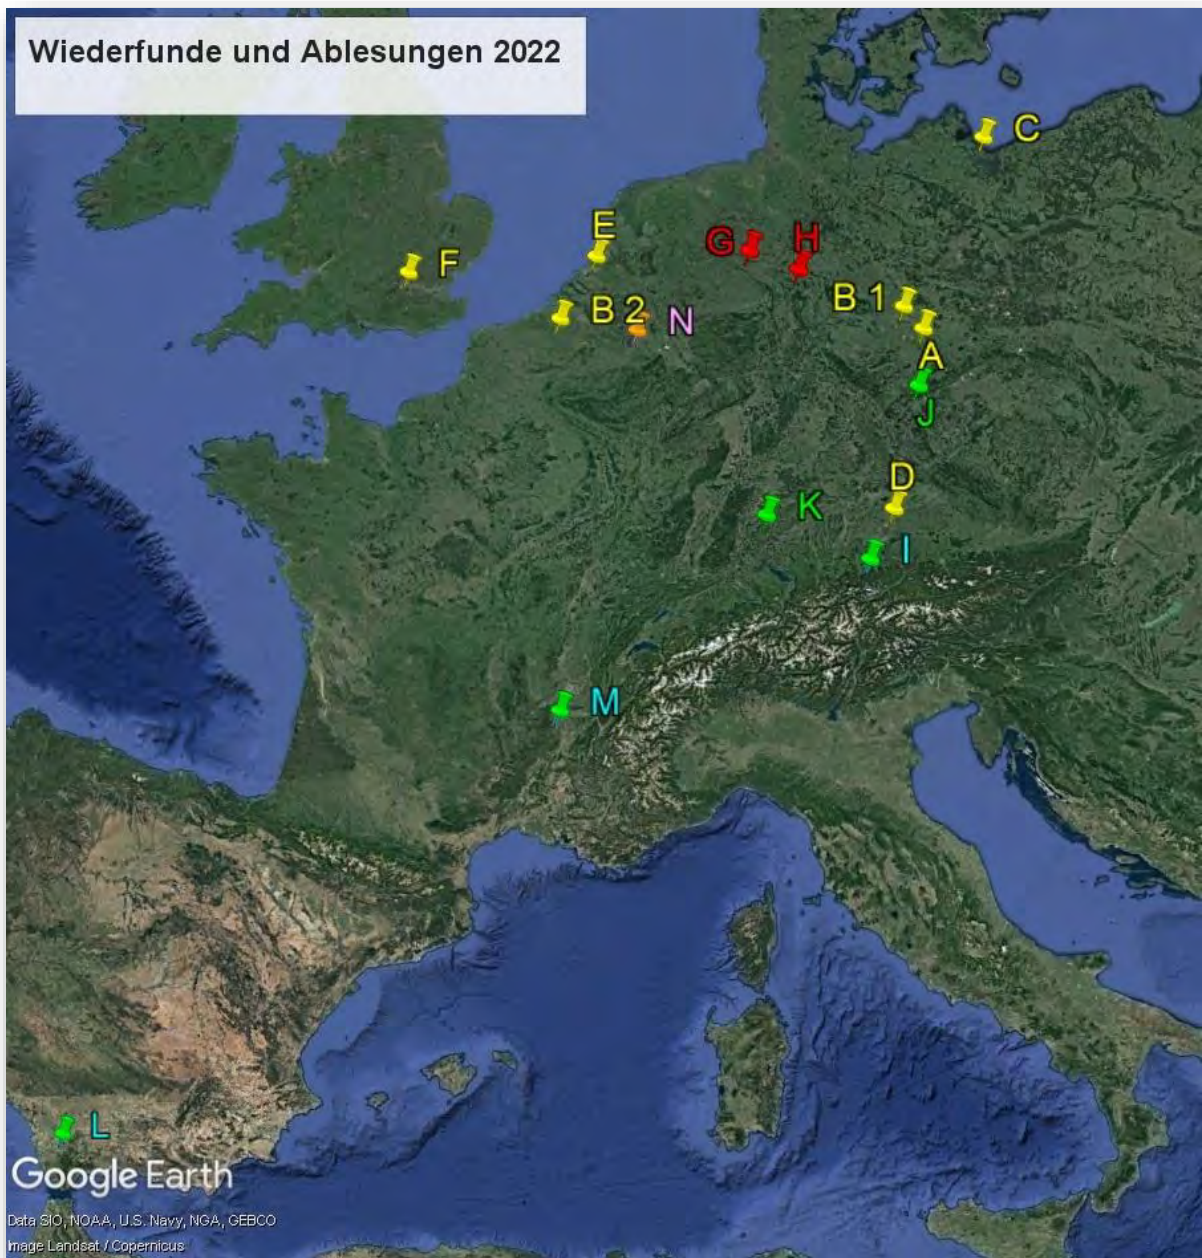 Wiederfunde und Ablesungen 2022
C
E
G
H
F
B 1
B 2
N
A
J
D
K
I
M
L
Google Earth
Data SIO, NOAA, U.S. Navy, NGA, GEBCO
Image Landsat / Copernicus